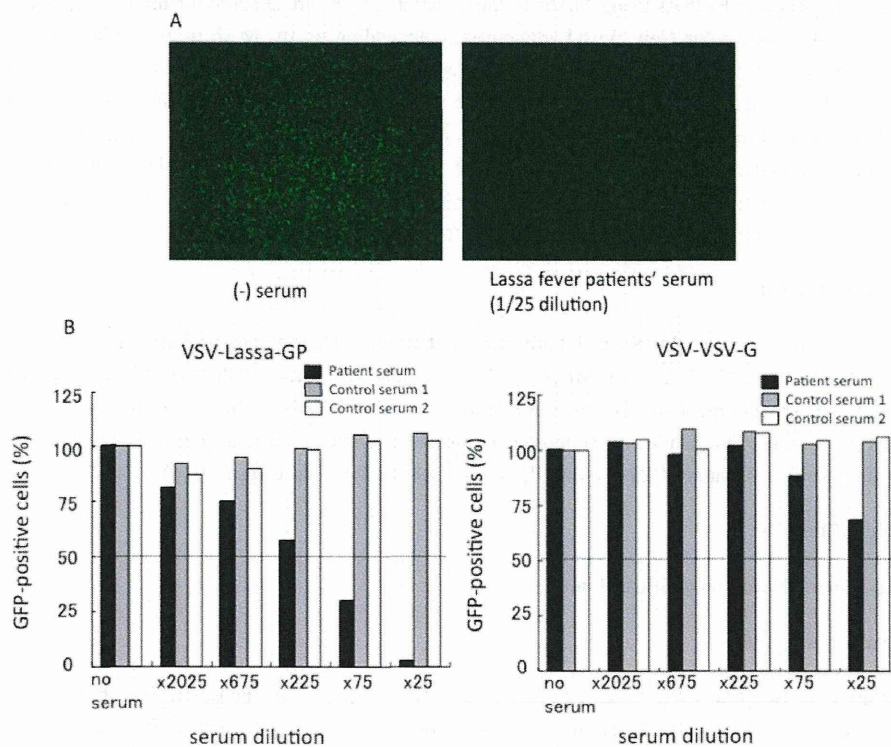 A
(-) serum
Lassa fever patients' serum
(1/25 dilution)
B
VSV-Lassa-GP
Patient serum
Control serum 1
Control serum 2
GFP-positive cells (%)
125
100
75
50
25
0
no serum
x2025
x675
x225
x75
x25
serum dilution
VSV-VSV-G
Patient serum
Control serum 1
Control serum 2
GFP-positive cells (%)
125
100
75
50
25
0
no serum
x2025
x675
x225
x75
x25
serum dilution